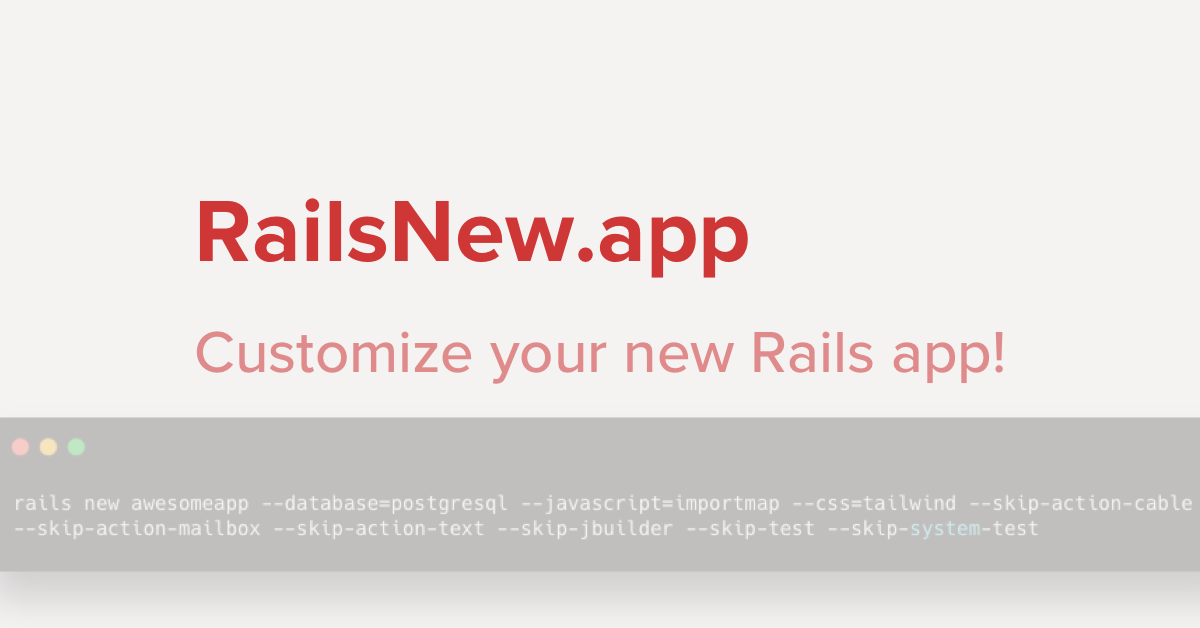 RailsNew.app
Customize your new Rails app!
rails new awesomeapp --database=postgresql --javascript=importmap --css=tailwind --skip-action-cable
--skip-action-mailbox --skip-action-text --skip-jbuilder --skip-test --skip-system-test